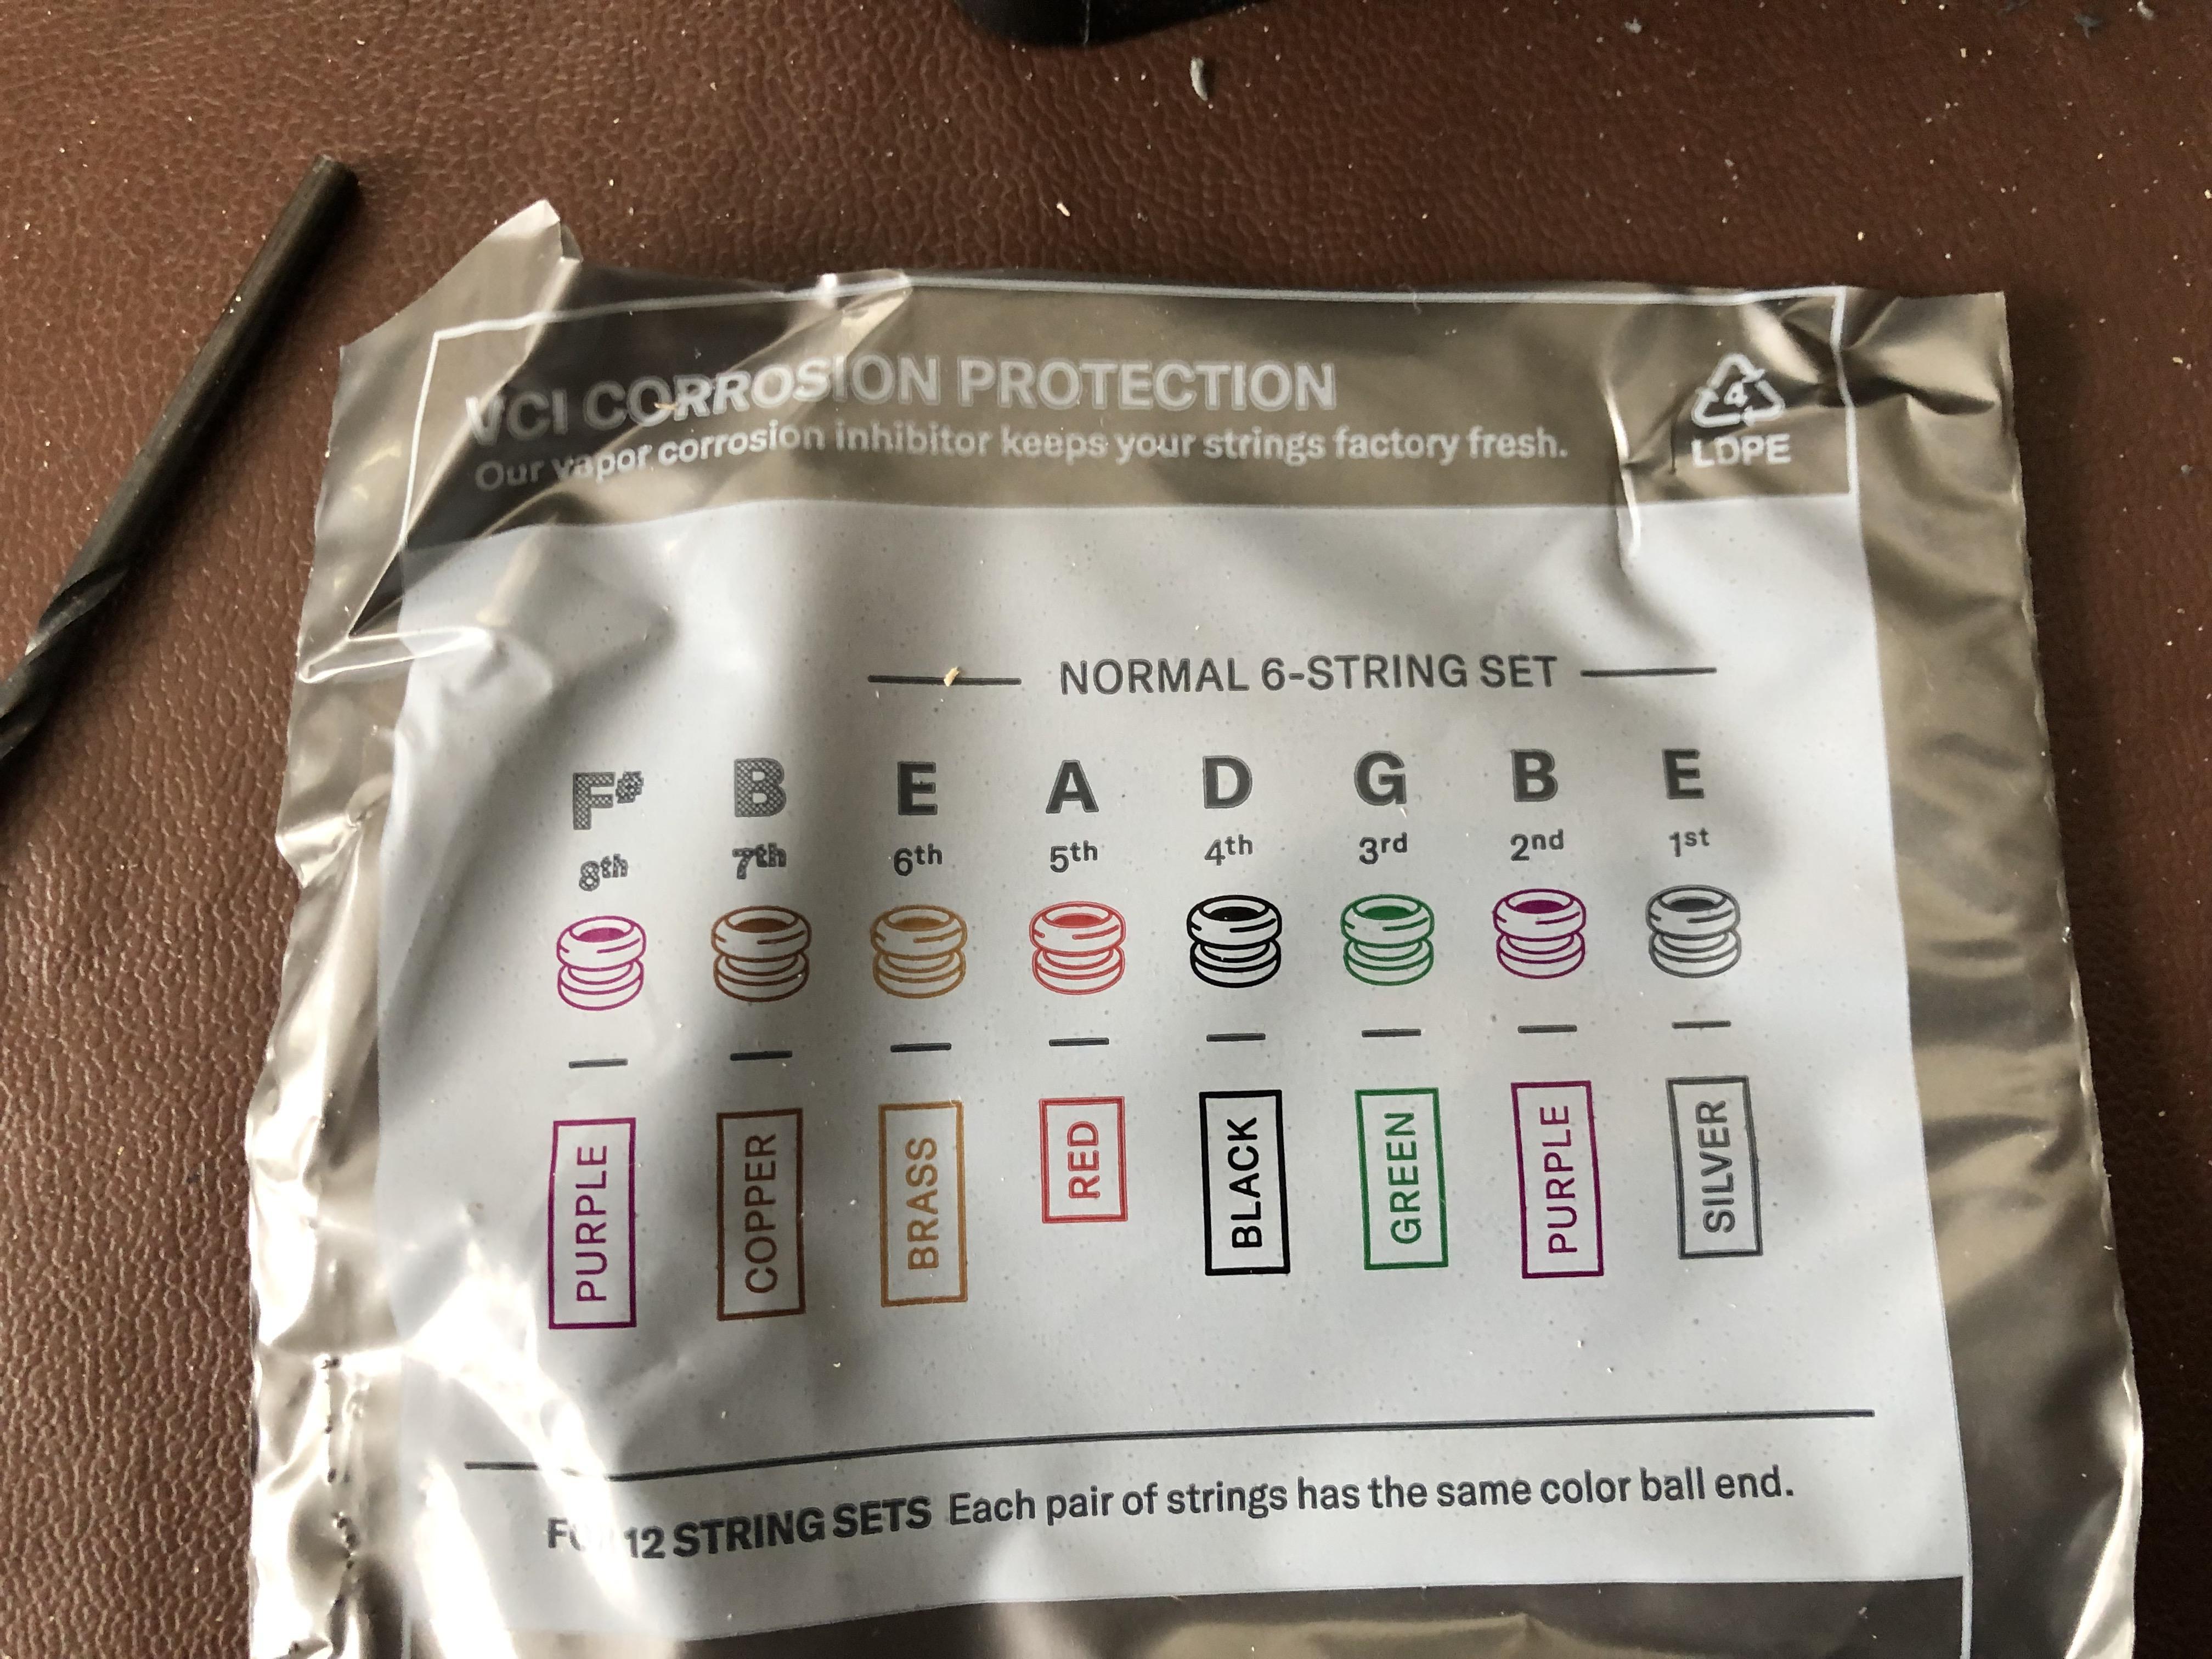 VCI CORROSION PROTECTION
Our vapor corrosion inhibitor keeps your strings factory fresh.
4
LDPE
NORMAL 6-STRING SET
F# B E A D G B E
8th 7th 6th 5th 4th 3rd 2nd 1st
PURPLE COPPER BRASS RED BLACK GREEN PURPLE SILVER
12 STRING SETS Each pair of strings has the same color ball end.